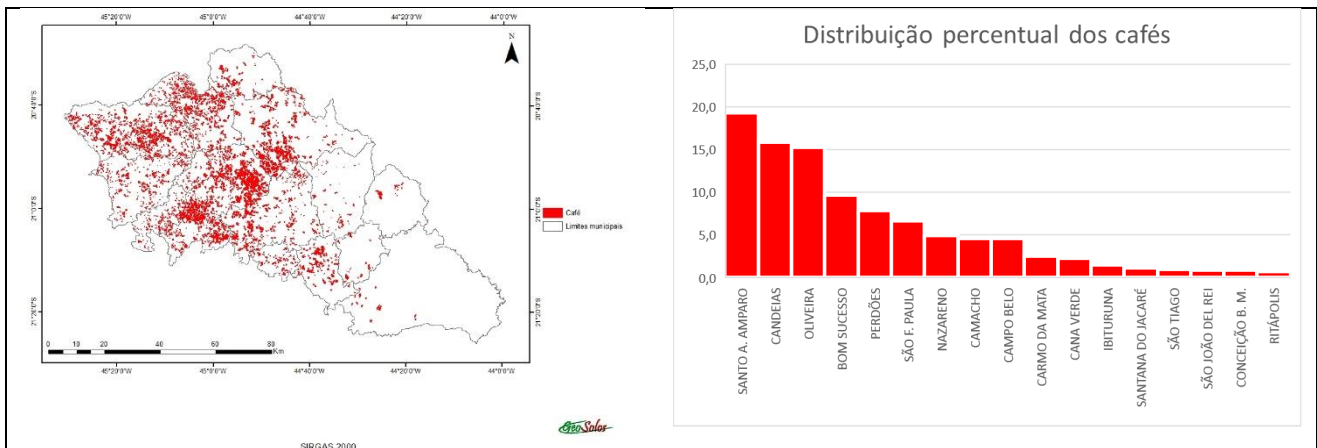 45°20'0"W 45°0'0"W 44°40'0"W 44°20'0"W 44°0'0"W
N
20°40'0"S 20°40'0"S
21°0'0"S 21°0'0"S
Café
Limites municipais
21°20'0"S 21°20'0"S
0 20 40 60 80
Km
45°20'0"W 45°0'0"W 44°40'0"W 44°20'0"W 44°0'0"W
GeoSolos
SIRGAS 2000
Distribuição percentual dos cafés
25,0
20,0
15,0
10,0
5,0
0,0
SANTO A. AMPARO
CANDEIAS
OLIVEIRA
BOM SUCESSO
PERDÕES
SÃO F. PAULA
NAZARENO
CAMACHO
CAMPO BELO
CARMO DA MATA
CANA VERDE
IBITURUNA
SANTANA DO JACARÉ
SÃO TIAGO
SÃO JOÃO DEL REI
CONCEIÇÃO B. M.
RITÁPOLIS